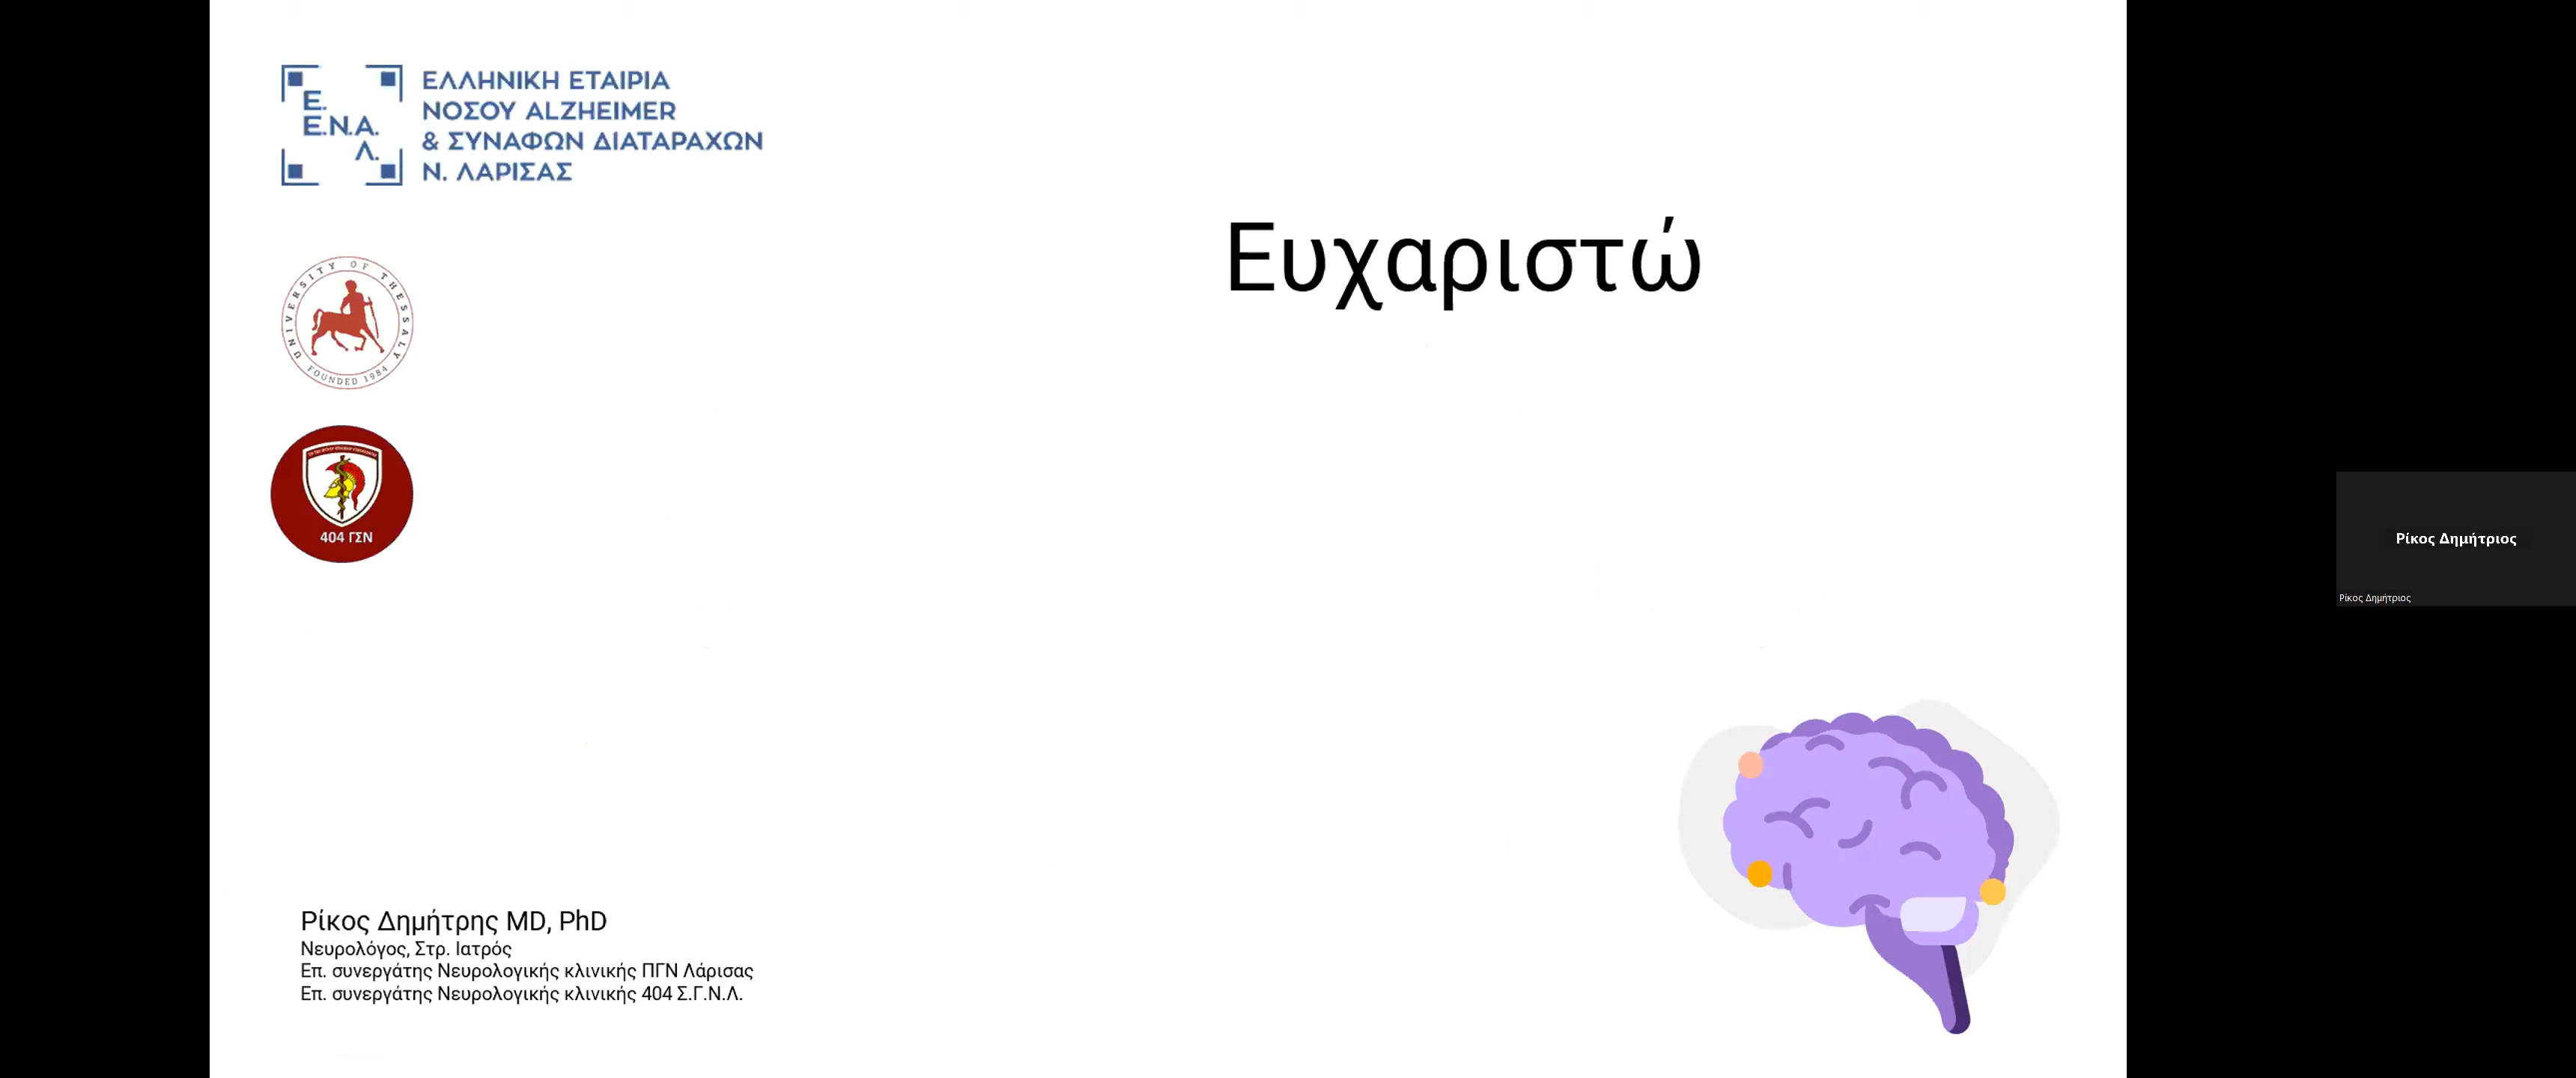 Ε.
Ε.Ν.Α.
Λ.
ΕΛΛΗΝΙΚΗ ΕΤΑΙΡΙΑ
ΝΟΣΟΥ ALZHEIMER
& ΣΥΝΑΦΩΝ ΔΙΑΤΑΡΑΧΩΝ
Ν. ΛΑΡΙΣΑΣ
Ευχαριστώ
UNIVERSITY OF THESSALY
FOUNDED 1984
404 ΓΣΝ
Ρίκος Δημήτριος
Ρίκος Δημήτριος
Ρίκος Δημήτρης MD, PhD
Νευρολόγος, Στρ. Ιατρός
Επ. συνεργάτης Νευρολογικής κλινικής ΠΓΝ Λάρισας
Επ. συνεργάτης Νευρολογικής κλινικής 404 Σ.Γ.Ν.Λ.